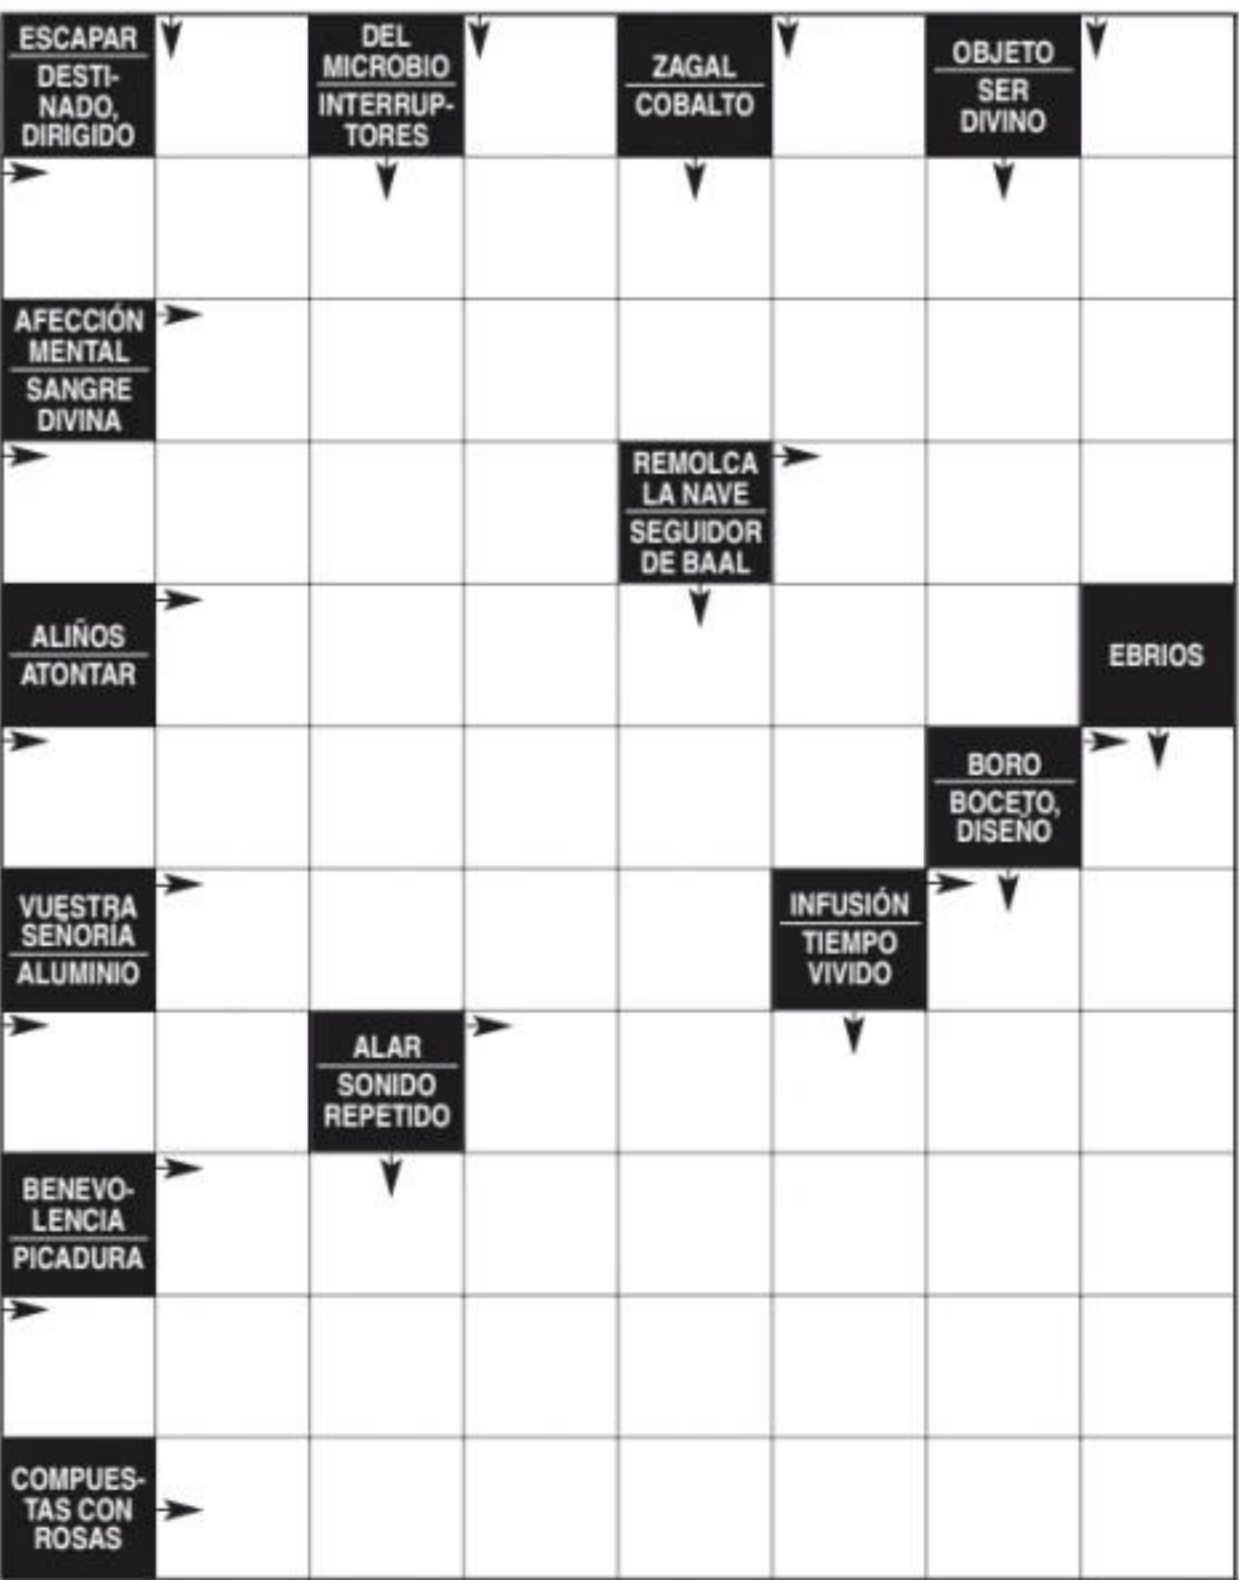 ESCAPAR
DESTI-
NADO,
DIRIGIDO
DEL
MICROBIO
INTERRUP-
TORES
ZAGAL
COBALTO
OBJETO
SER
DIVINO
AFECCIÓN
MENTAL
SANGRE
DIVINA
REMOLCA
LA NAVE
SEGUIDOR
DE BAAL
ALIÑOS
ATONTAR
EBRIOS
BORO
BOCETO,
DISEÑO
VUESTRA
SEÑORÍA
ALUMINIO
INFUSIÓN
TIEMPO
VIVIDO
ALAR
SONIDO
REPETIDO
BENEVO-
LENCIA
PICADURA
COMPUES-
TAS CON
ROSAS